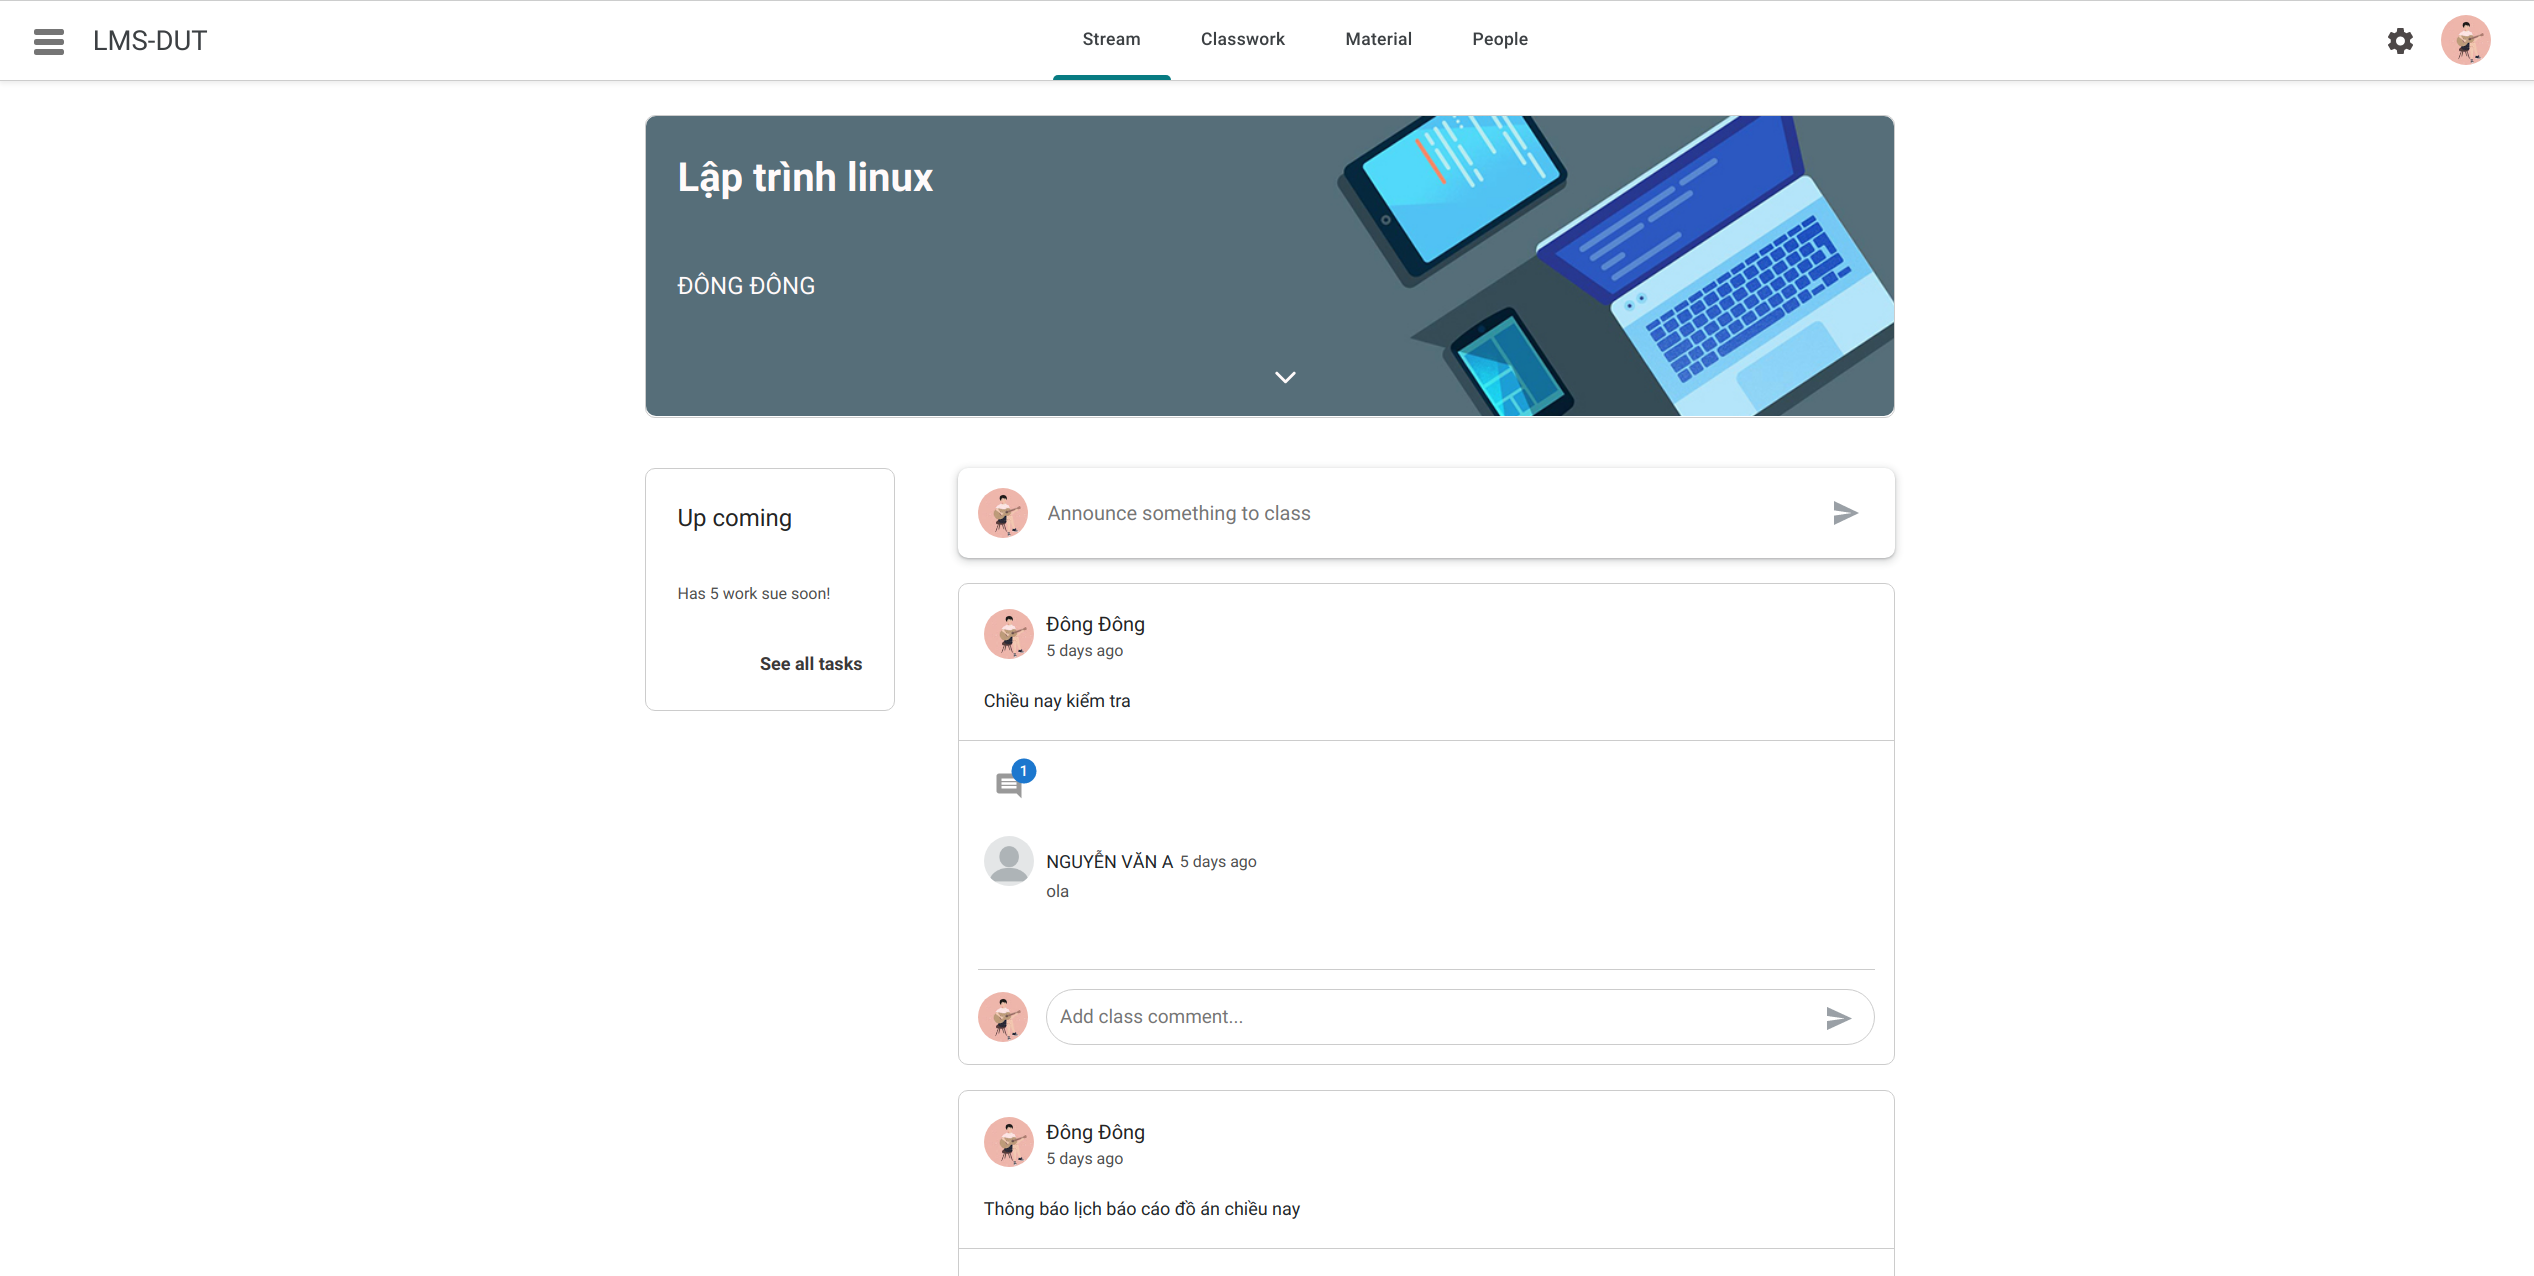 LMS-DUT
Stream
Classwork
Material
People
Lập trình linux
ĐÔNG ĐÔNG
Up coming
Has 5 work sue soon!
See all tasks
Announce something to class
Đông Đông
5 days ago
Chiều nay kiểm tra
1
NGUYỄN VĂN A 5 days ago
ola
Add class comment...
Đông Đông
5 days ago
Thông báo lịch báo cáo đồ án chiều nay